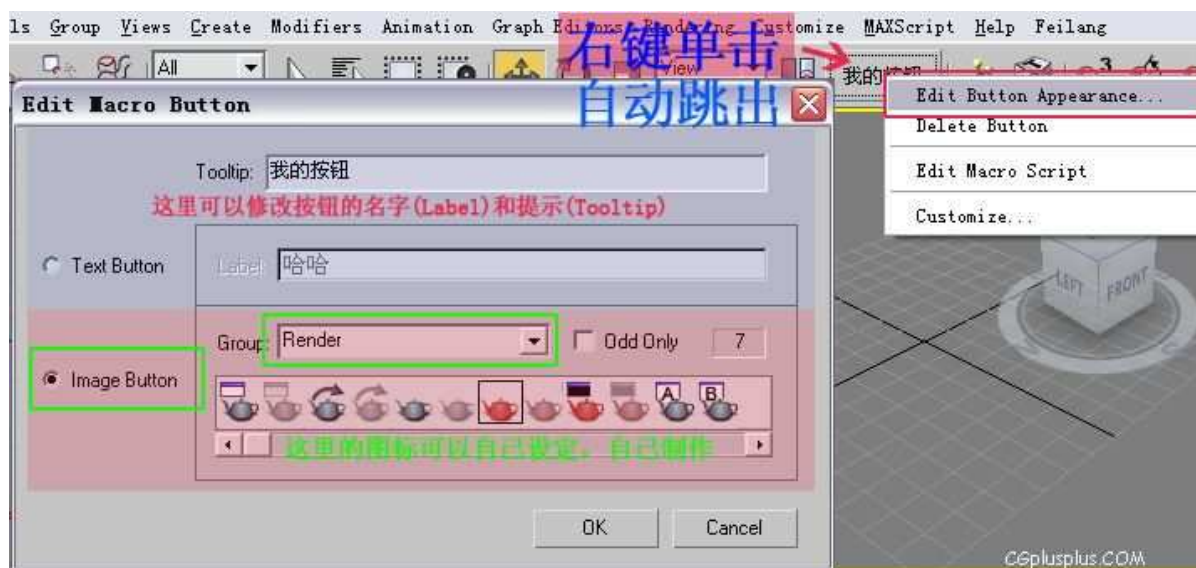 ls Group Views Create Modifiers Animation Graph Editors Rendering Customize MAXScript Help Feilang
右键单击
All
View
我的按钮
3
自动跳出
Edit Macro Button
Edit Button Appearance...
Delete Button
Edit Macro Script
Customize...
Tooltip: 我的按钮
这里可以修改按钮的名字(Label)和提示(Tooltip)
Text Button
Label: 哈哈
LEFT
FRONT
Group: Render
Odd Only
7
Image Button
A
B
这里的图标可以自己设定，自己制作
OK
Cancel
CGplusplus.COM